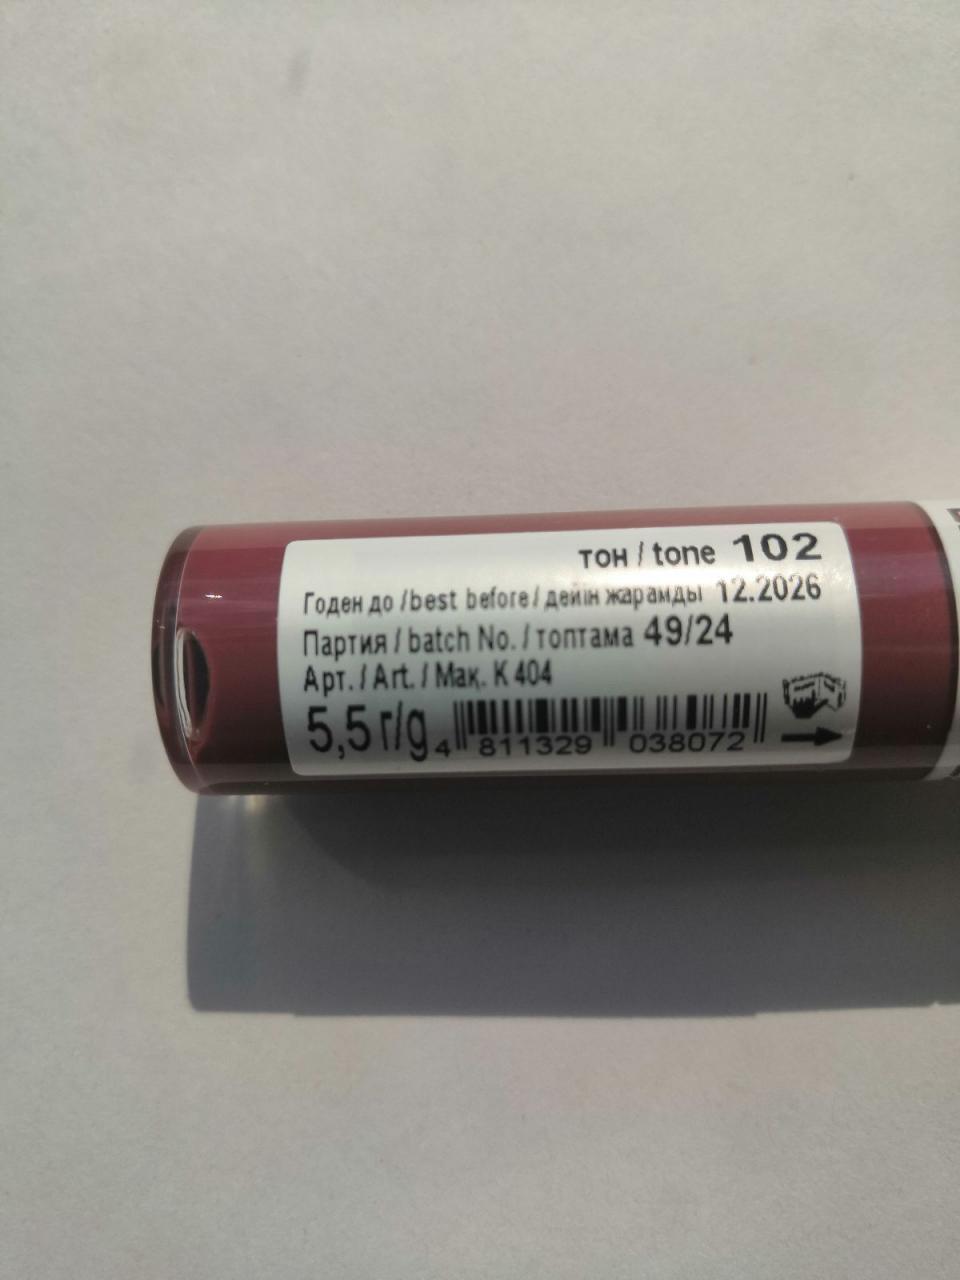 тон / tone 102
Годен до /best before/ дейін жарамды 12.2026
Партия / batch No. / топтама 49/24
Арт. / Art. / Мақ. К 404
5,5 г/g
4 811329 038072